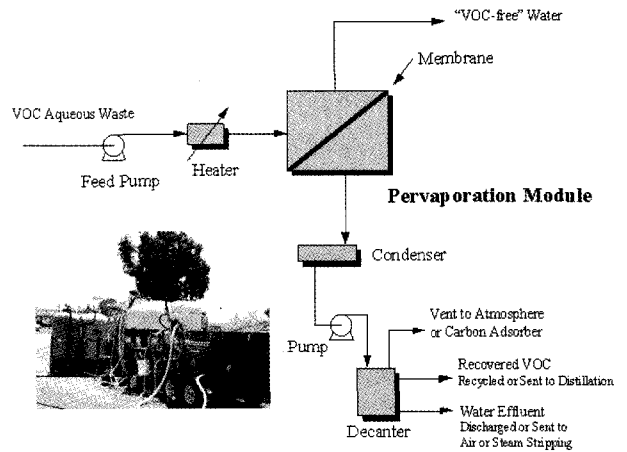 "VOC-free" Water
Membrane
VOC Aqueous Waste
Feed Pump
Heater
Pervaporation Module
Condenser
Pump
Vent to Atmosphere
or Carbon Adsorber
Recovered VOC
Recycled or Sent to Distillation
Water Effluent
Discharged or Sent to
Air or Steam Stripping
Decanter